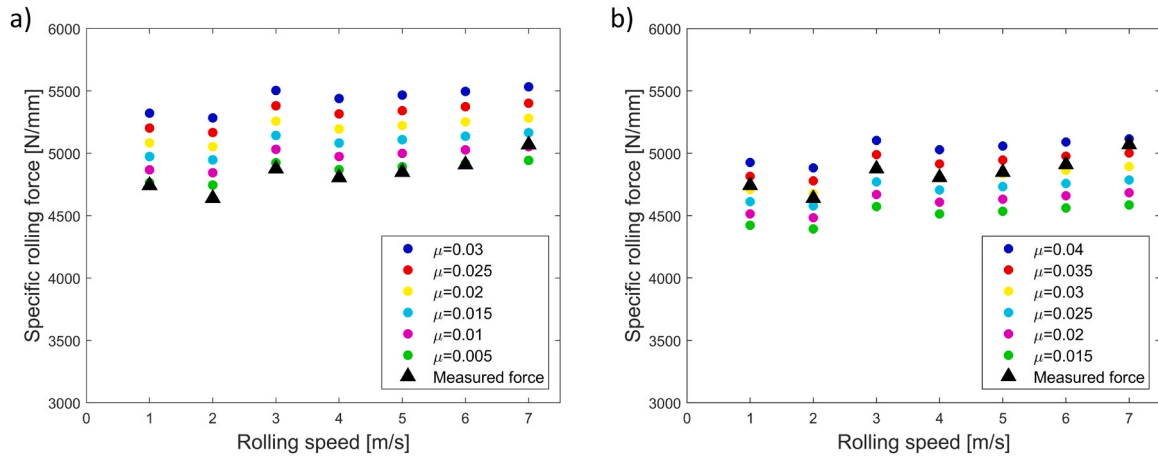 a)
Specific rolling force [N/mm]
6000
5500
5000
4500
4000
3500
3000
0 1 2 3 4 5 6 7
Rolling speed [m/s]
μ=0.03
μ=0.025
μ=0.02
μ=0.015
μ=0.01
μ=0.005
Measured force
b)
Specific rolling force [N/mm]
6000
5500
5000
4500
4000
3500
3000
0 1 2 3 4 5 6 7
Rolling speed [m/s]
μ=0.04
μ=0.035
μ=0.03
μ=0.025
μ=0.02
μ=0.015
Measured force